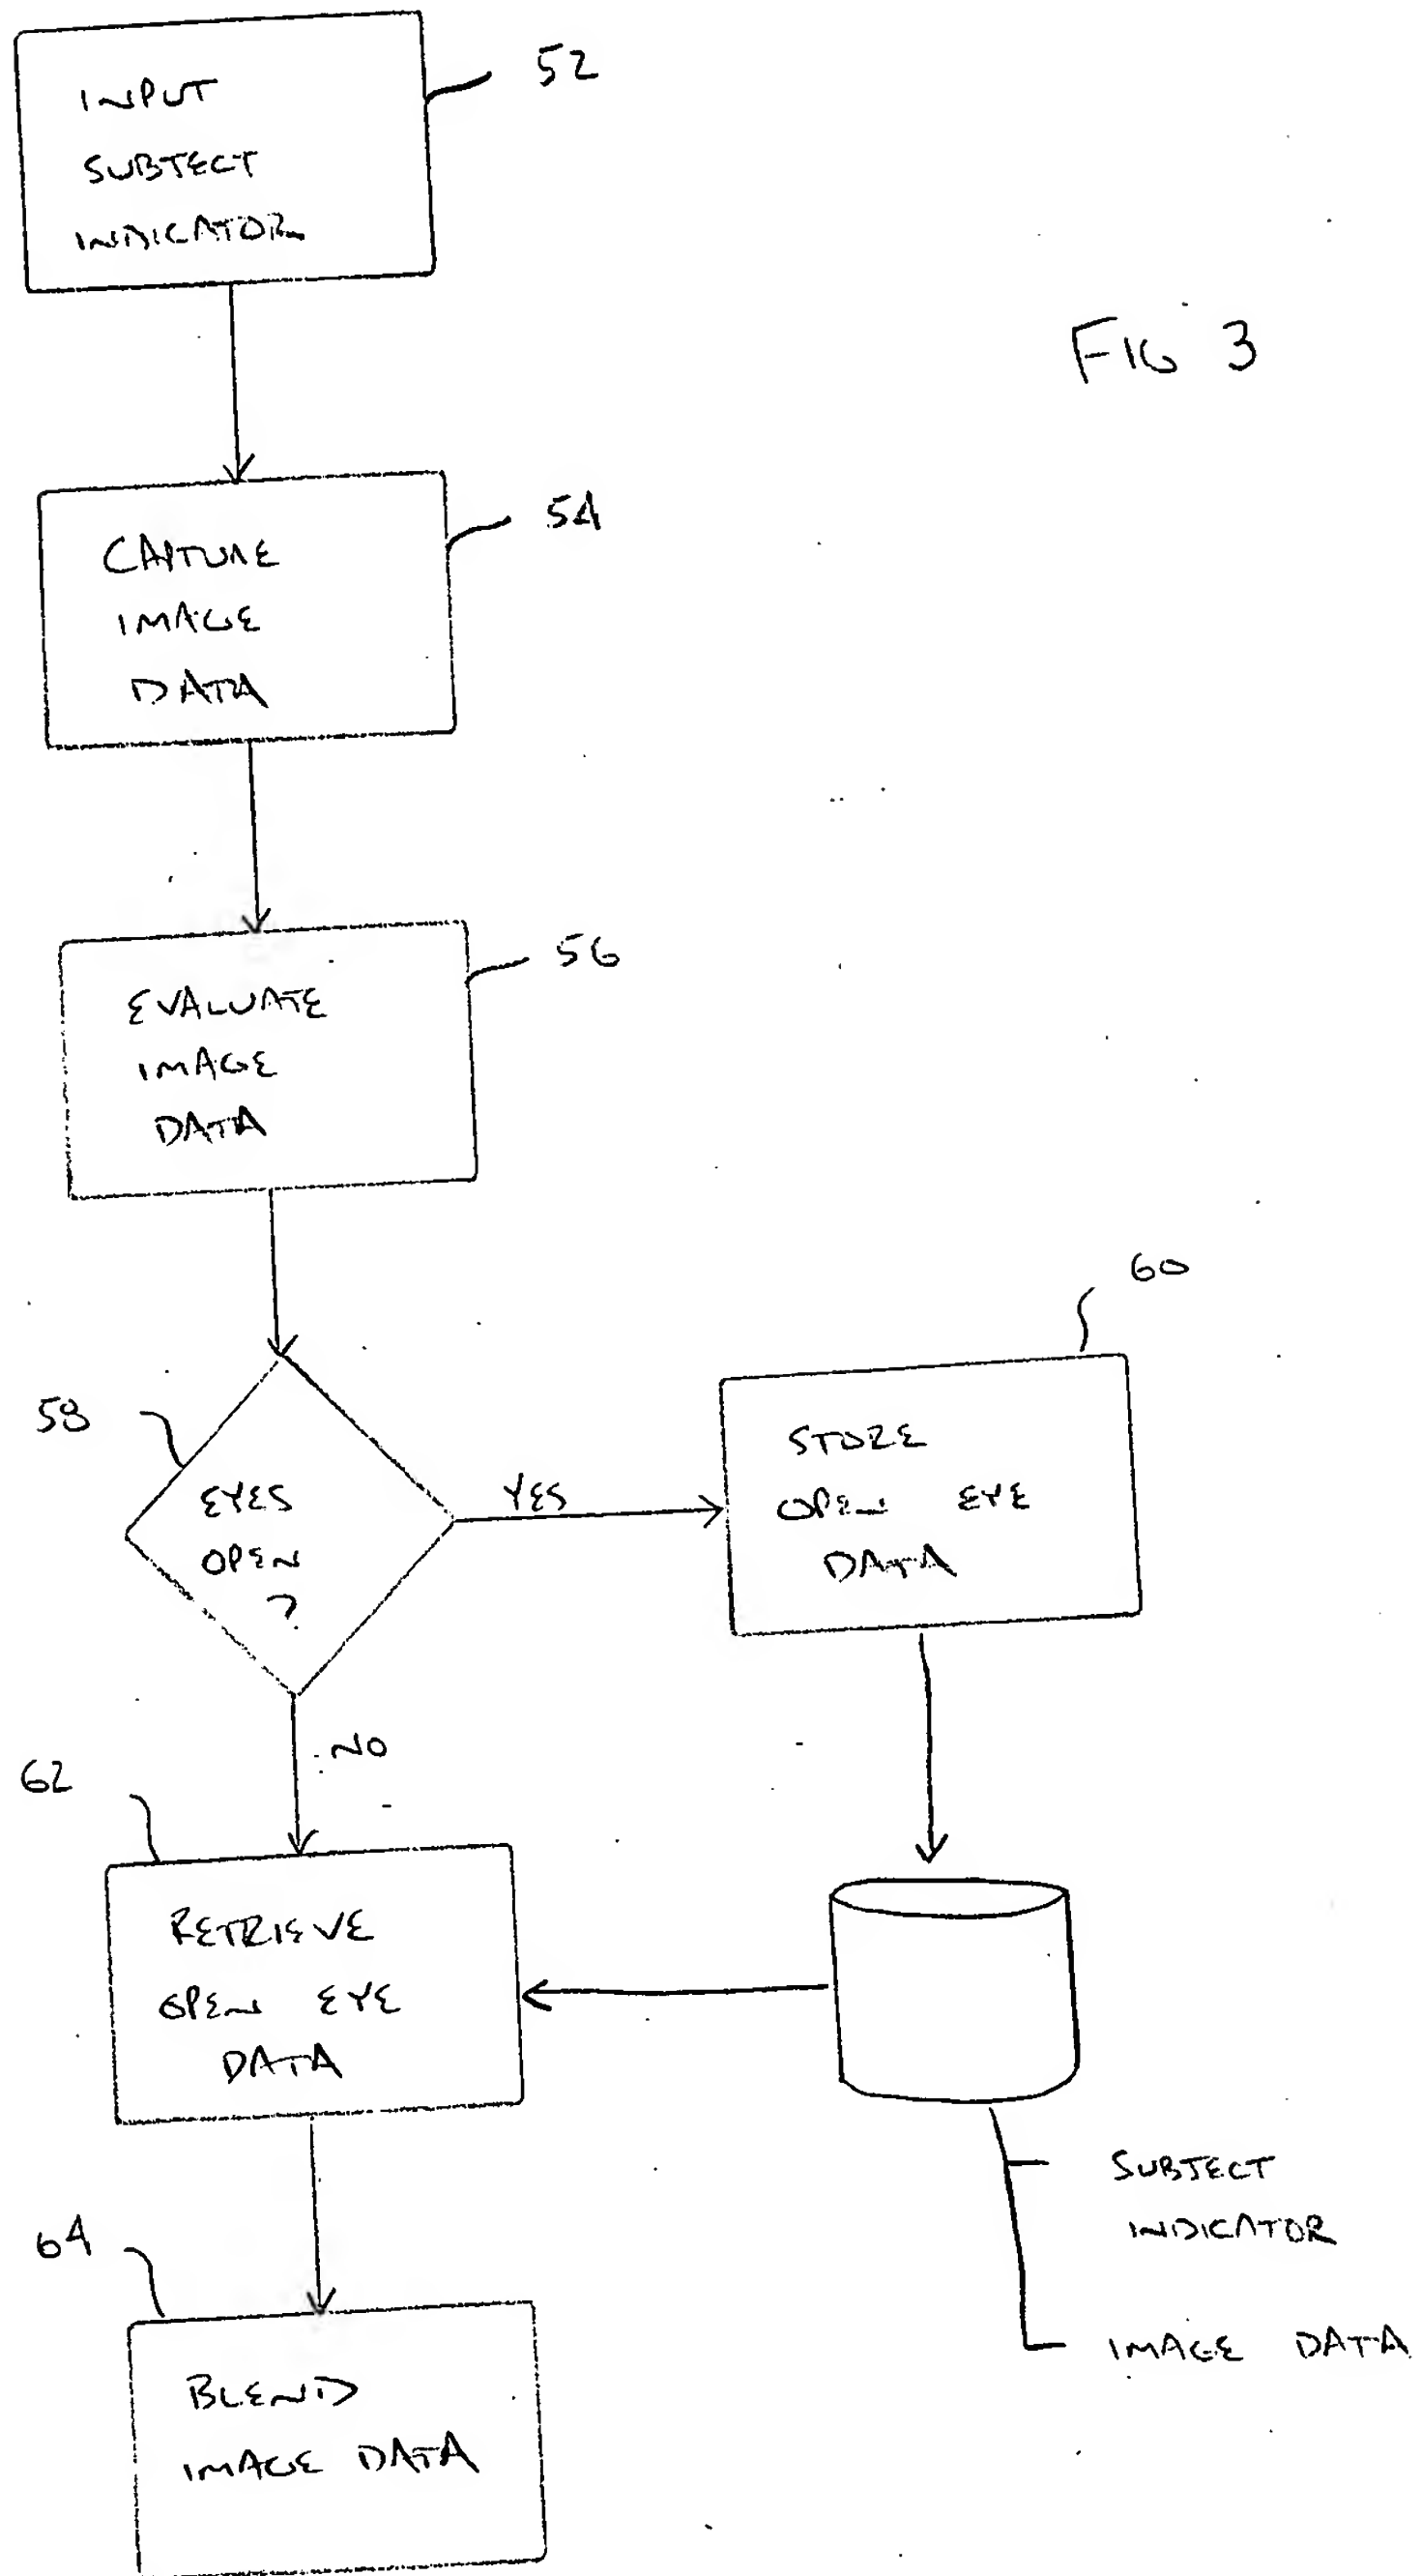 INPUT
SUBJECT
INDICATOR
52
FIG 3
CAPTURE
IMAGE
DATA
54
EVALUATE
IMAGE
DATA
56
58
EYES
OPEN
?
YES
60
STORE
OPEN EYE
DATA
NO
62
RETRIEVE
OPEN EYE
DATA
SUBJECT
INDICATOR
IMAGE DATA
64
BLEND
IMAGE DATA